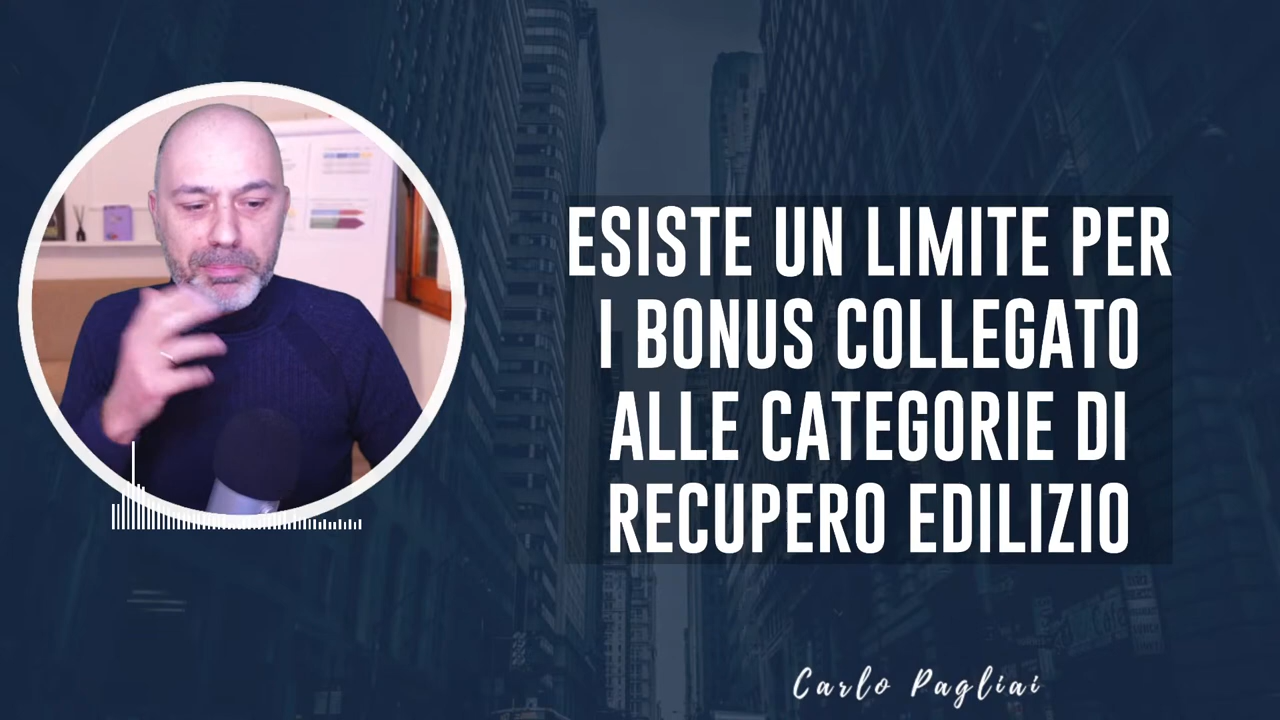 ESISTE UN LIMITE PER
I BONUS COLLEGATO
ALLE CATEGORIE DI
RECUPERO EDILIZIO
Carlo Pagliai